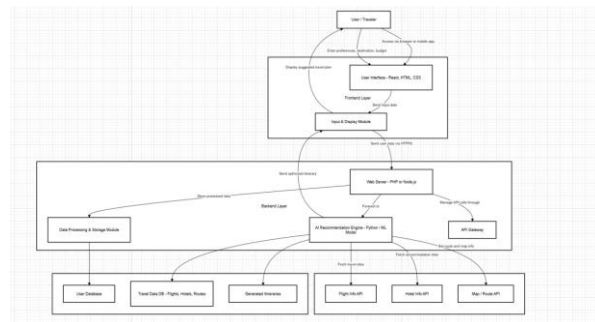 User / Traveler
Enter preferences, destination, budget
Access via browser or mobile app
Display suggested travel plan
User Interface - React, HTML, CSS
Frontend Layer
Send input data
Input & Display Module
Send user data via HTTPS
Send optimized itinerary
Web Server - PHP or Node.js
Store processed data
Forward to
Manage API calls through
Backend Layer
Data Processing & Storage Module
AI Recommendation Engine - Python / ML
Model
API Gateway
Get route and map info
Fetch accommodation data
Fetch travel data
User Database
Travel Data DB - Flights, Hotels, Routes
Generated Itineraries
Flight Info API
Hotel Info API
Map / Route API